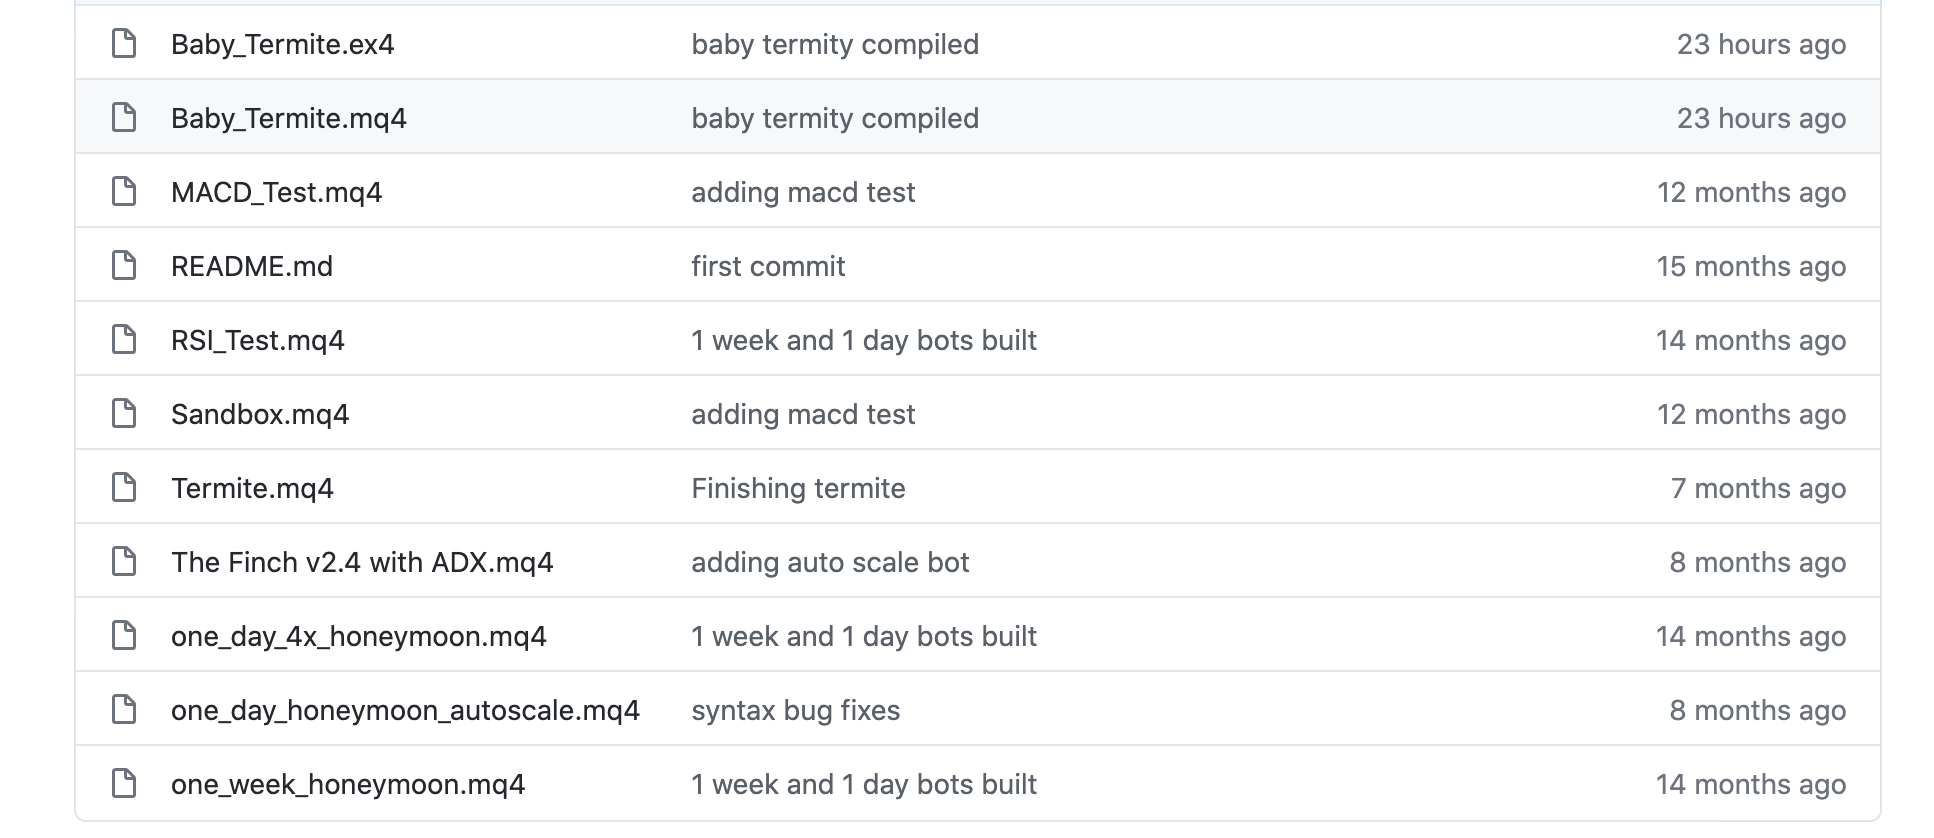 Baby_Termite.ex4 baby termity compiled 23 hours ago
Baby_Termite.mq4 baby termity compiled 23 hours ago
MACD_Test.mq4 adding macd test 12 months ago
README.md first commit 15 months ago
RSI_Test.mq4 1 week and 1 day bots built 14 months ago
Sandbox.mq4 adding macd test 12 months ago
Termite.mq4 Finishing termite 7 months ago
The Finch v2.4 with ADX.mq4 adding auto scale bot 8 months ago
one_day_4x_honeymoon.mq4 1 week and 1 day bots built 14 months ago
one_day_honeymoon_autoscale.mq4 syntax bug fixes 8 months ago
one_week_honeymoon.mq4 1 week and 1 day bots built 14 months ago